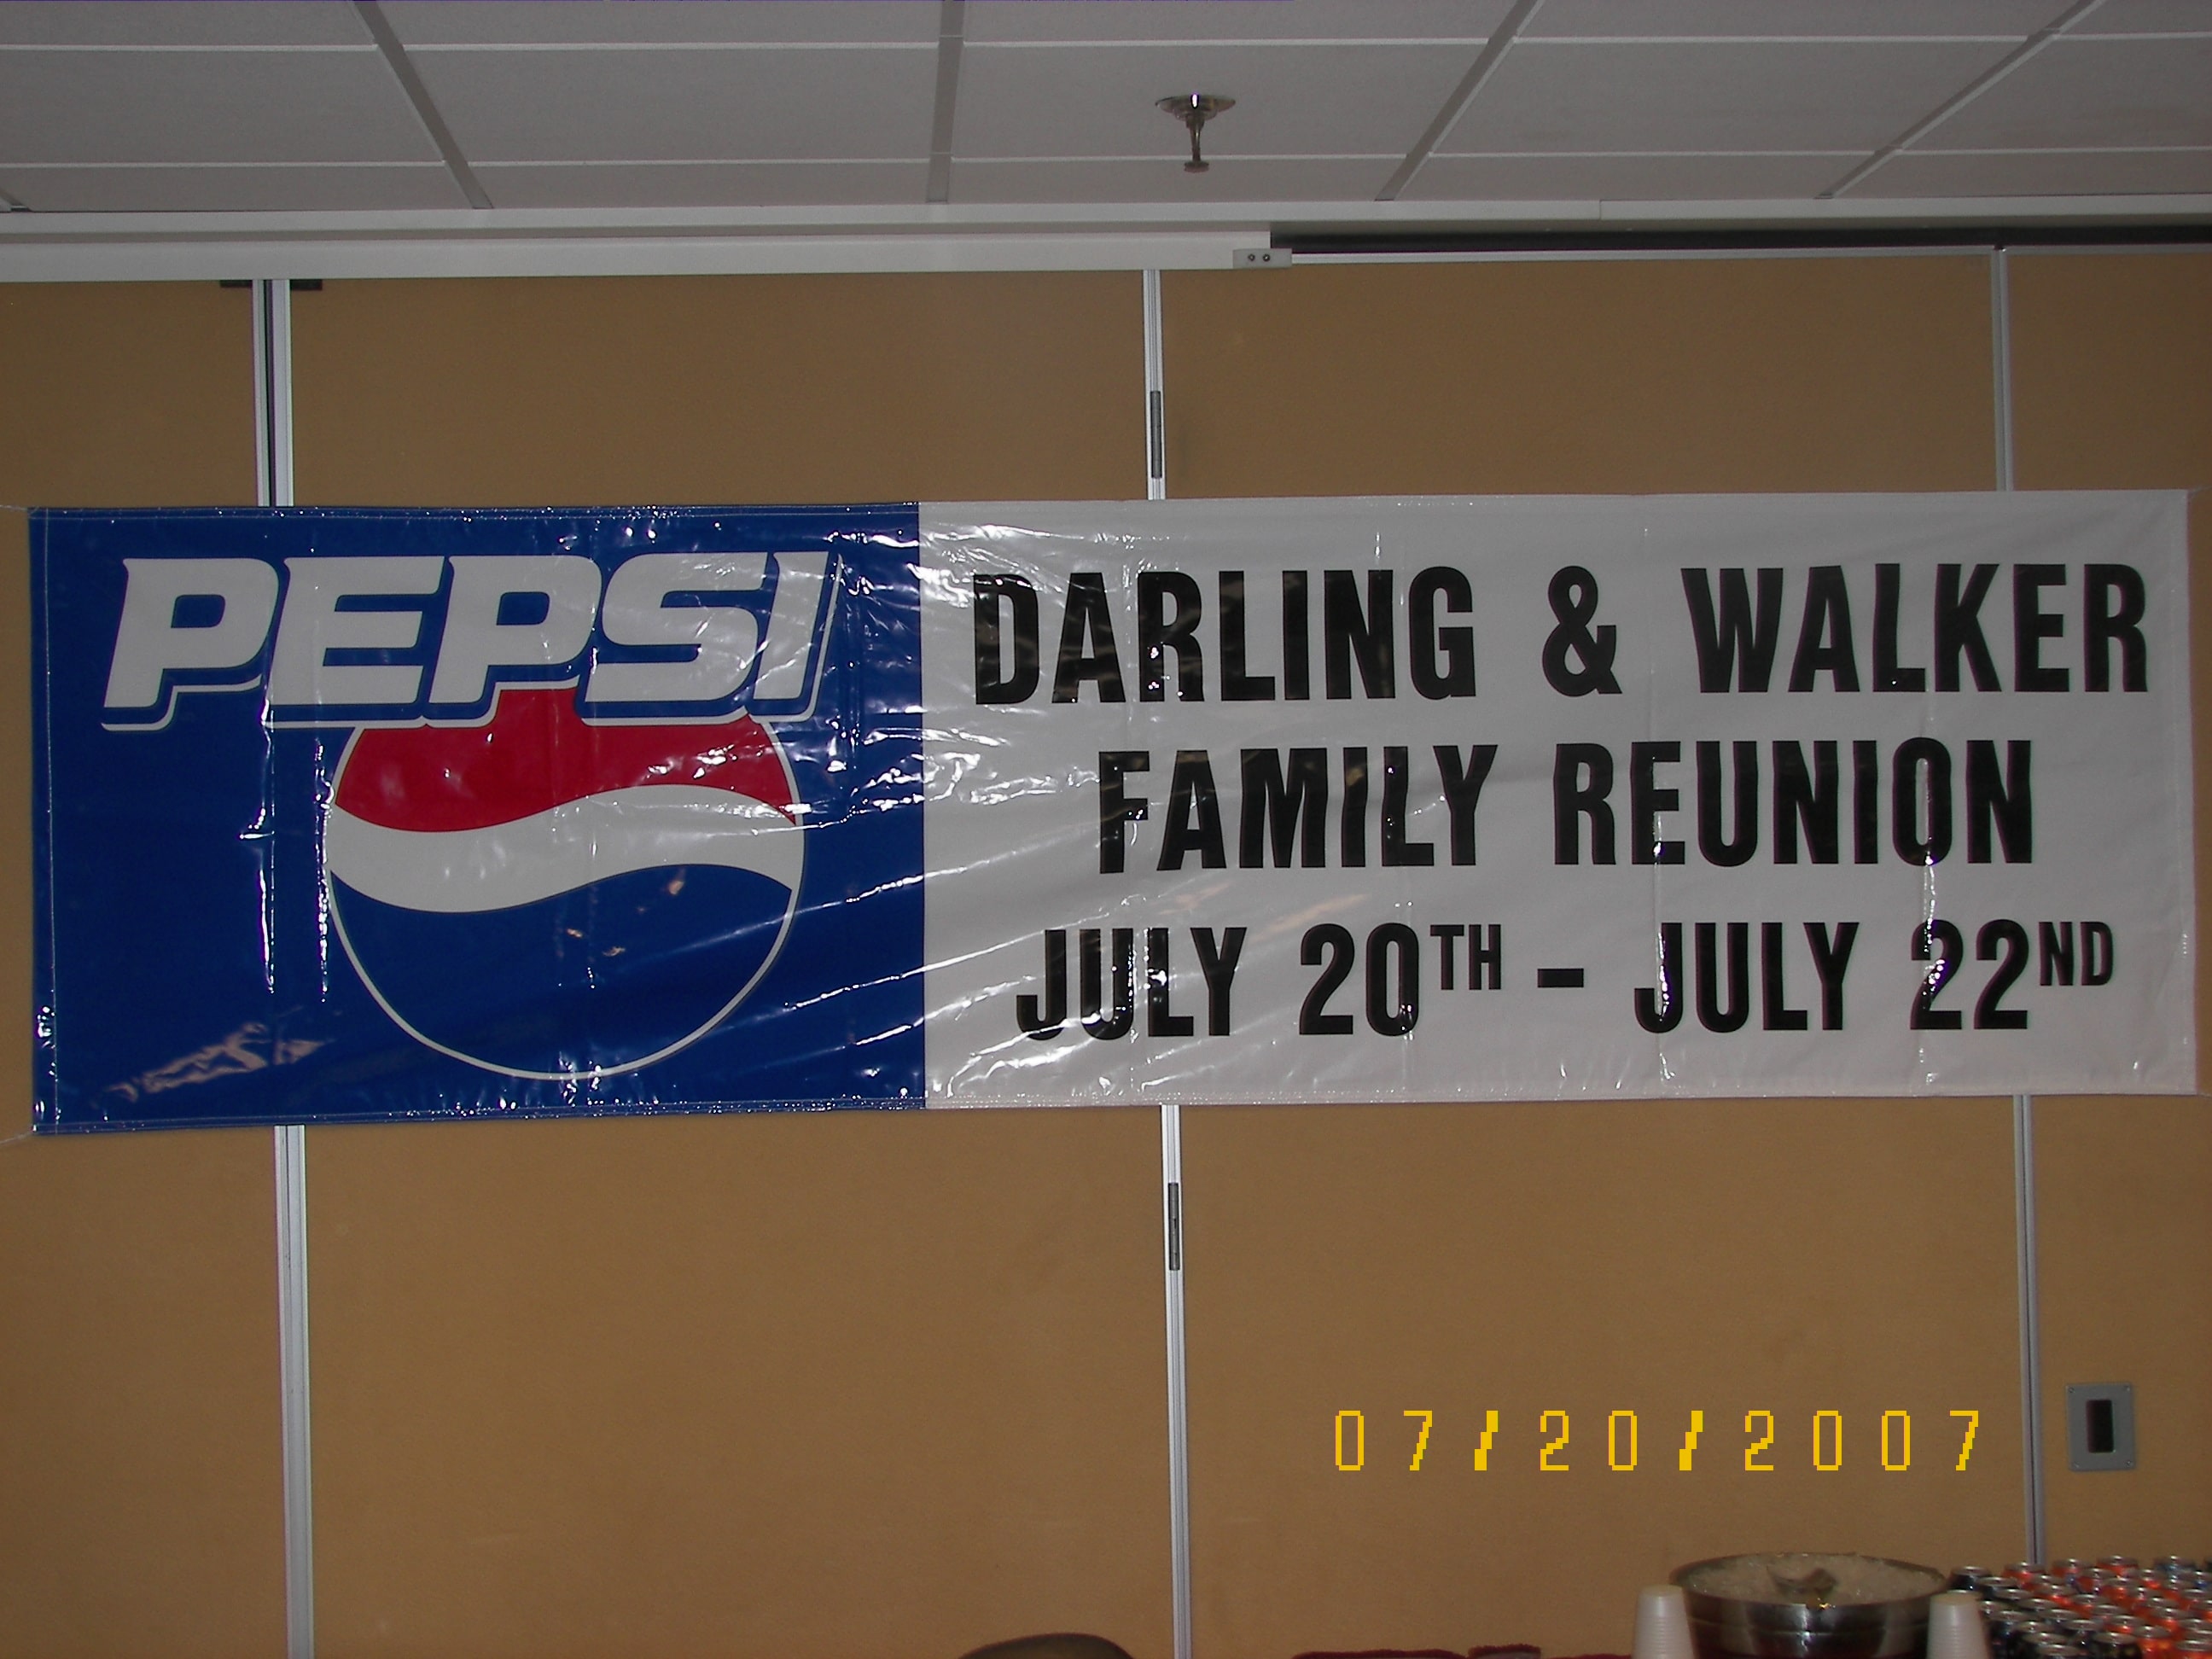 PEPSI
DARLING & WALKER
FAMILY REUNION
JULY 20TH - JULY 22ND
07/20/2007